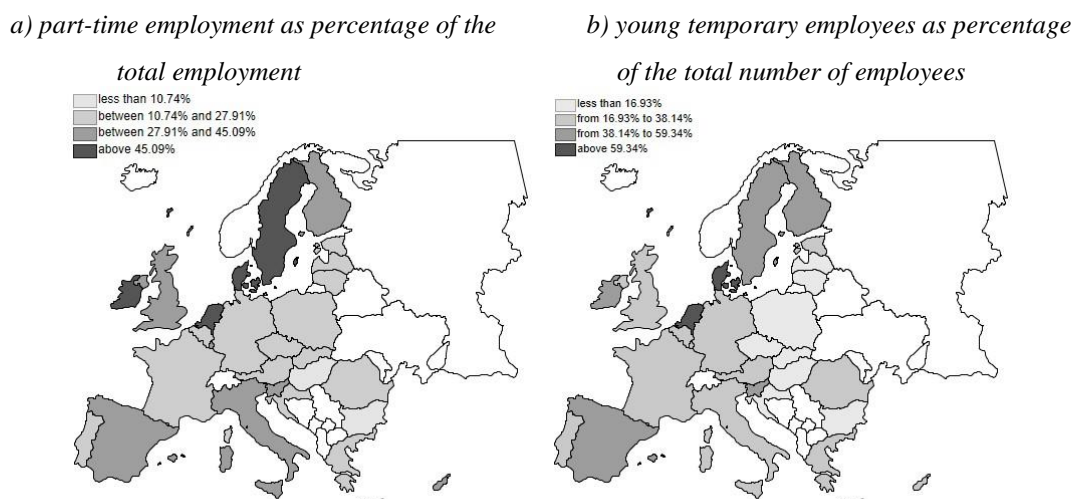 a) part-time employment as percentage of the
total employment
less than 10.74%
between 10.74% and 27.91%
between 27.91% and 45.09%
above 45.09%
b) young temporary employees as percentage
of the total number of employees
less than 16.93%
from 16.93% to 38.14%
from 38.14% to 59.34%
above 59.34%